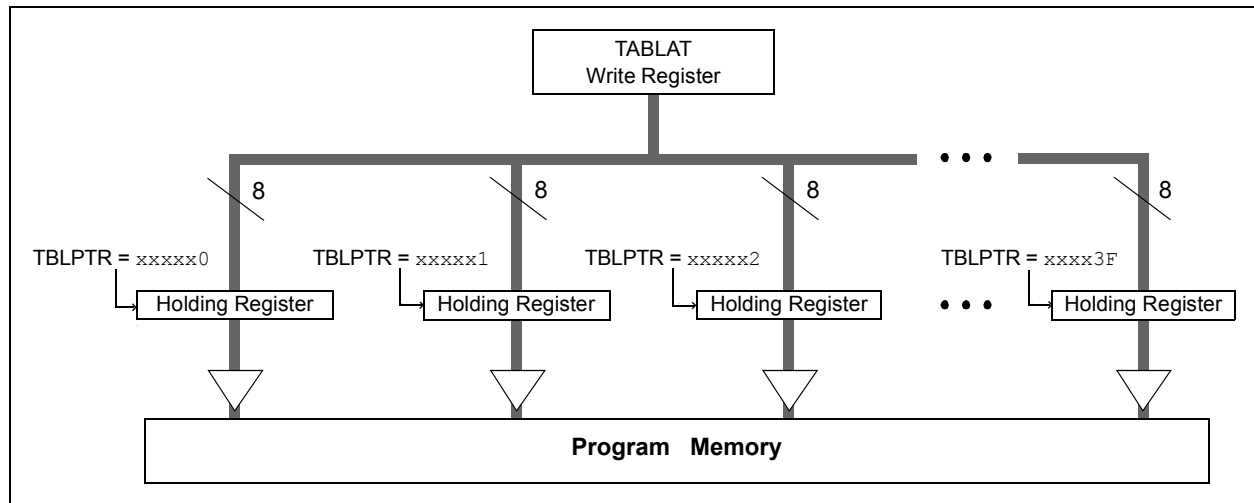 TABLAT
Write Register
8 8 8 8
TBLPTR = xxxxx0 TBLPTR = xxxxx1 TBLPTR = xxxxx2 TBLPTR = xxxx3F
Holding Register Holding Register Holding Register Holding Register
Program Memory